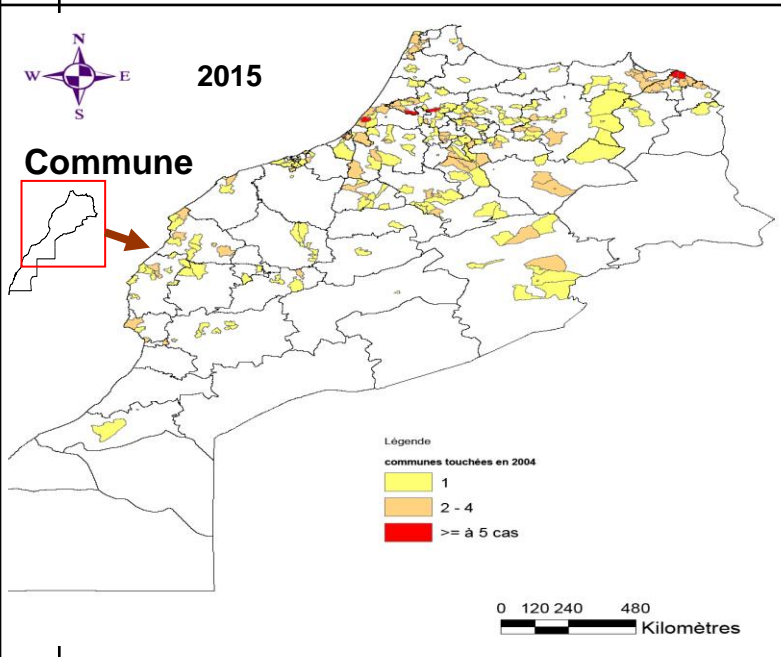 N
W E
S
2015
Commune
Légende
communes touchées en 2004
1
2 - 4
>= à 5 cas
0 120 240 480
Kilomètres